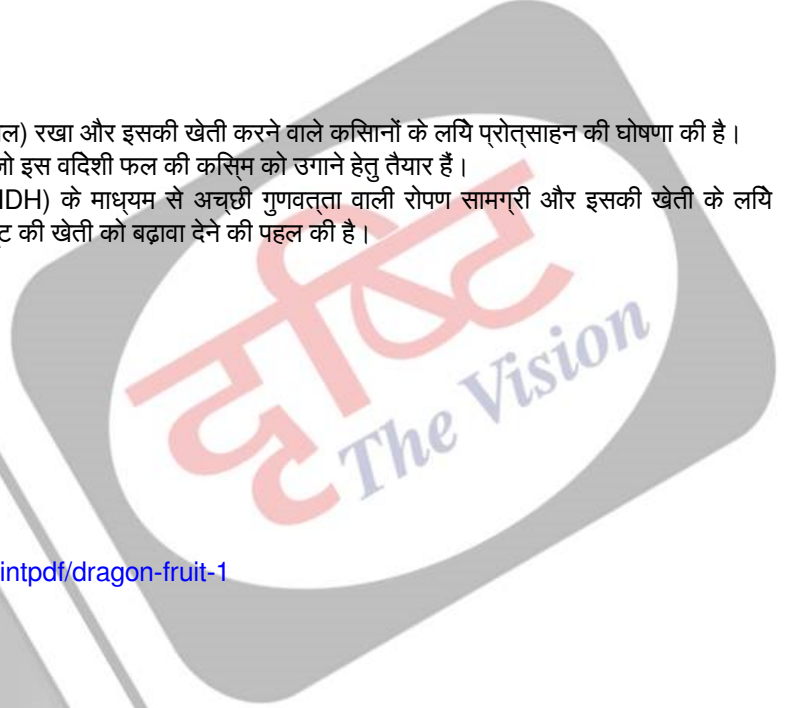 ल) रखा और इसकी खेती करने वाले किसानों के लिये प्रोत्साहन की घोषणा की है।
जो इस विदेशी फल की किस्म को उगाने हेतु तैयार हैं।
IDH) के माध्यम से अच्छी गुणवत्ता वाली रोपण सामग्री और इसकी खेती के लिये
ट की खेती को बढ़ावा देने की पहल की है।
दृष्टि
The Vision
intpdf/dragon-fruit-1